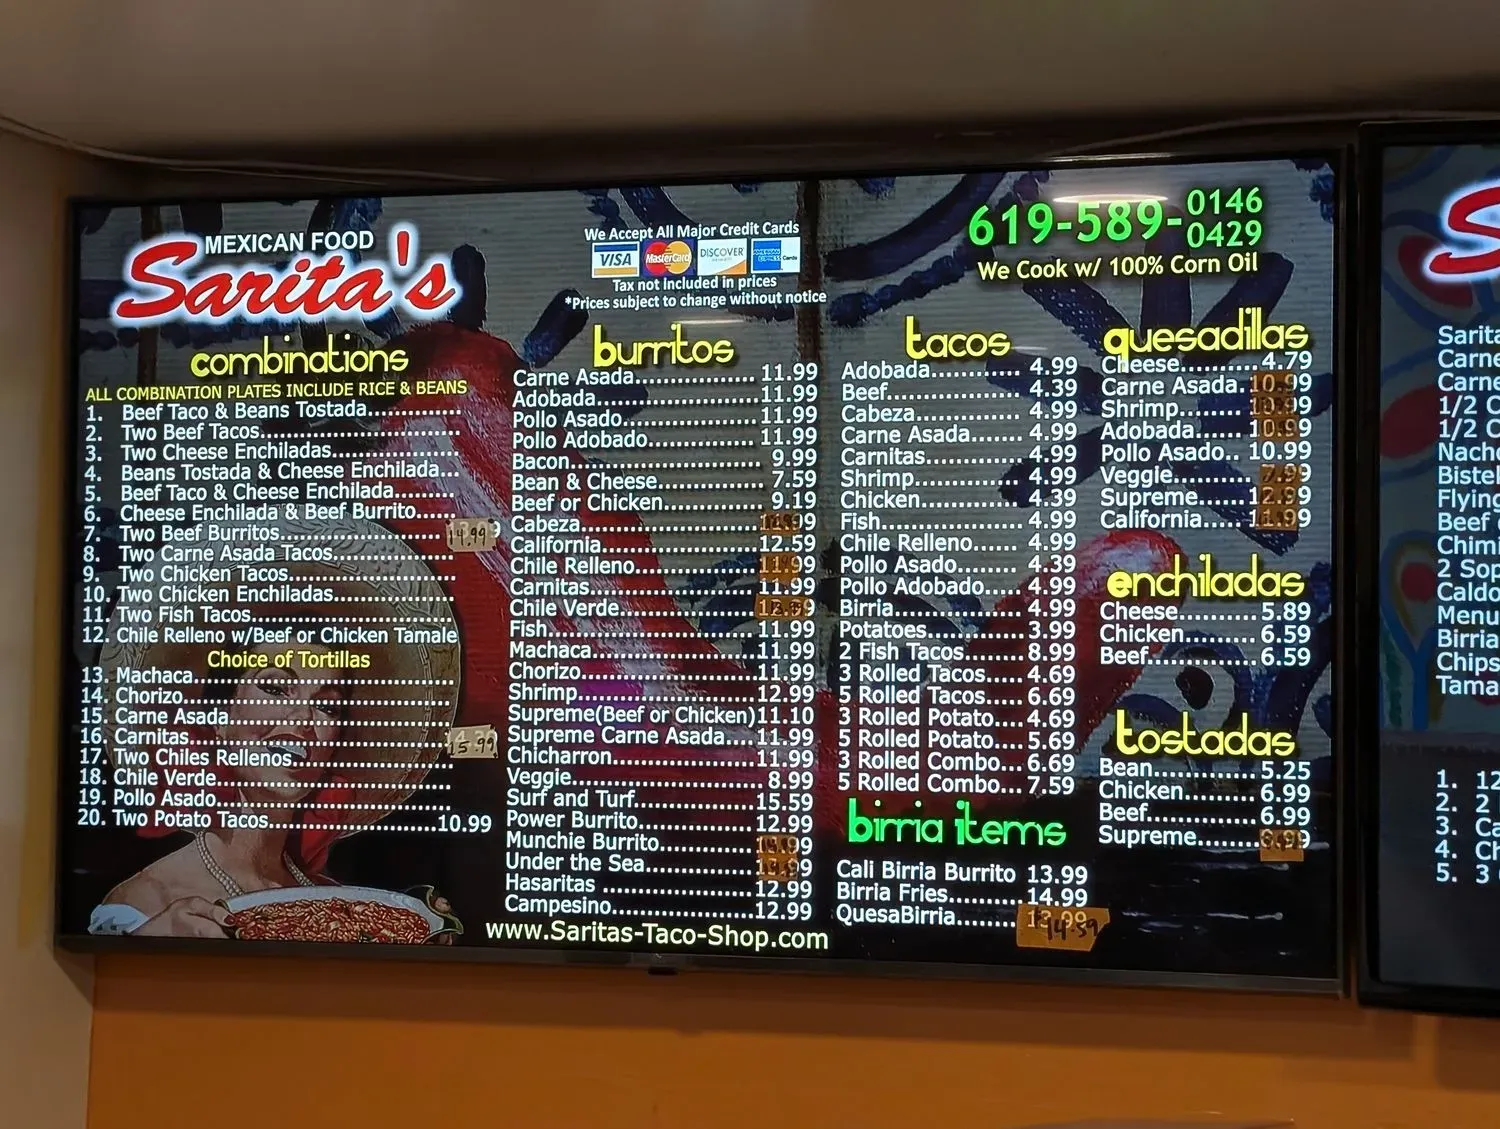 MEXICAN FOOD
Sarita's
We Accept All Major Credit Cards
VISA MasterCard DISCOVER
Tax not included in prices
*Prices subject to change without notice
619-589-0146
0429
We Cook w/ 100% Corn Oil
combinations
ALL COMBINATION PLATES INCLUDE RICE & BEANS
1. Beef Taco & Beans Tostada
2. Two Beef Tacos
3. Two Cheese Enchiladas
4. Beans Tostada & Cheese Enchilada
5. Beef Taco & Cheese Enchilada
6. Cheese Enchilada & Beef Burrito
7. Two Beef Burritos 14.99
8. Two Carne Asada Tacos
9. Two Chicken Tacos
10. Two Chicken Enchiladas
11. Two Fish Tacos
12. Chile Relleno w/Beef or Chicken Tamale
Choice of Tortillas
13. Machaca
14. Chorizo
15. Carne Asada
16. Carnitas 15.99
17. Two Chiles Rellenos
18. Chile Verde
19. Pollo Asado
20. Two Potato Tacos 10.99
burritos
Carne Asada 11.99
Adobada 11.99
Pollo Asado 11.99
Pollo Adobado 11.99
Bacon 9.99
Bean & Cheese 7.59
Beef or Chicken 9.19
Cabeza
California 12.59
Chile Relleno
Carnitas 11.99
Chile Verde
Fish 11.99
Machaca 11.99
Chorizo 11.99
Shrimp 12.99
Supreme(Beef or Chicken) 11.10
Supreme Carne Asada 11.99
Chicharron 11.99
Veggie 8.99
Surf and Turf 15.59
Power Burrito 12.99
Munchie Burrito
Under the Sea
Hasaritas 12.99
Campesino 12.99
www.Saritas-Taco-Shop.com
tacos
Adobada 4.99
Beef 4.39
Cabeza 4.99
Carne Asada 4.99
Carnitas 4.99
Shrimp 4.99
Chicken 4.39
Fish 4.99
Chile Relleno 4.99
Pollo Asado 4.39
Pollo Adobado 4.99
Birria 4.99
Potatoes 3.99
2 Fish Tacos 8.99
3 Rolled Tacos 4.69
5 Rolled Tacos 6.69
3 Rolled Potato 4.69
5 Rolled Potato 5.69
3 Rolled Combo 6.69
5 Rolled Combo 7.59
birria items
Cali Birria Burrito 13.99
Birria Fries 14.99
QuesaBirria 14.59
quesadillas
Cheese 4.79
Carne Asada
Shrimp
Adobada
Pollo Asado 10.99
Veggie
Supreme
California
enchiladas
Cheese 5.89
Chicken 6.59
Beef 6.59
tostadas
Bean 5.25
Chicken 6.99
Beef 6.99
Supreme
1/2
1/2
Beef
2
Birria
1. 12
2. 2
3.
4.
5. 3